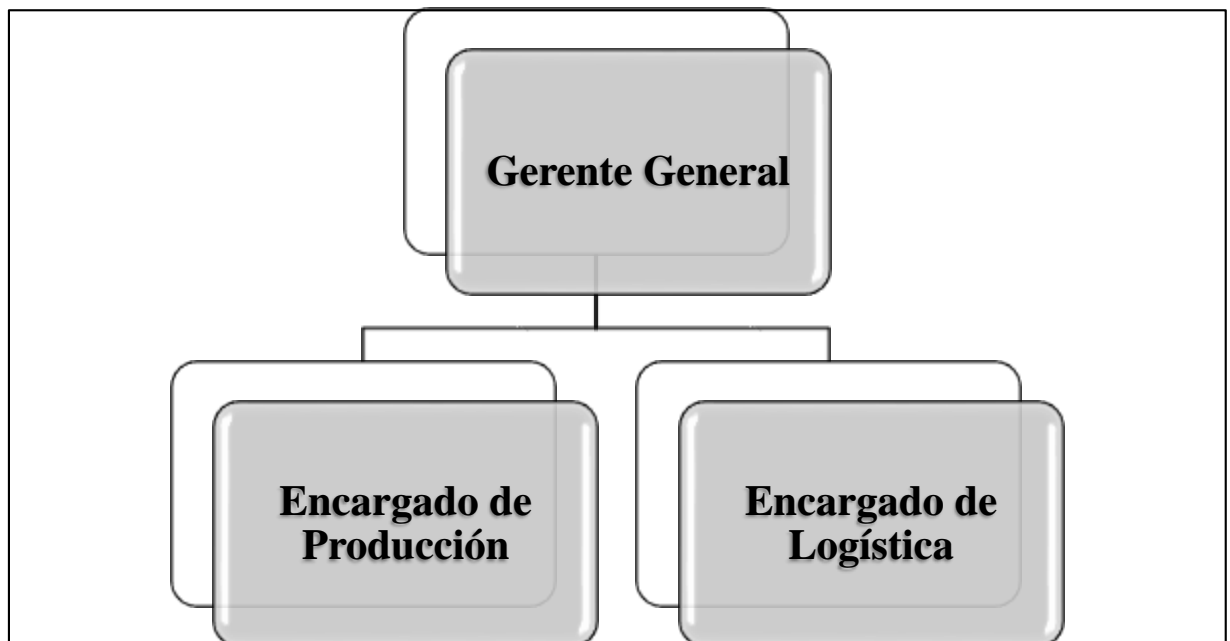 Gerente General
Encargado de
Producción
Encargado de
Logística